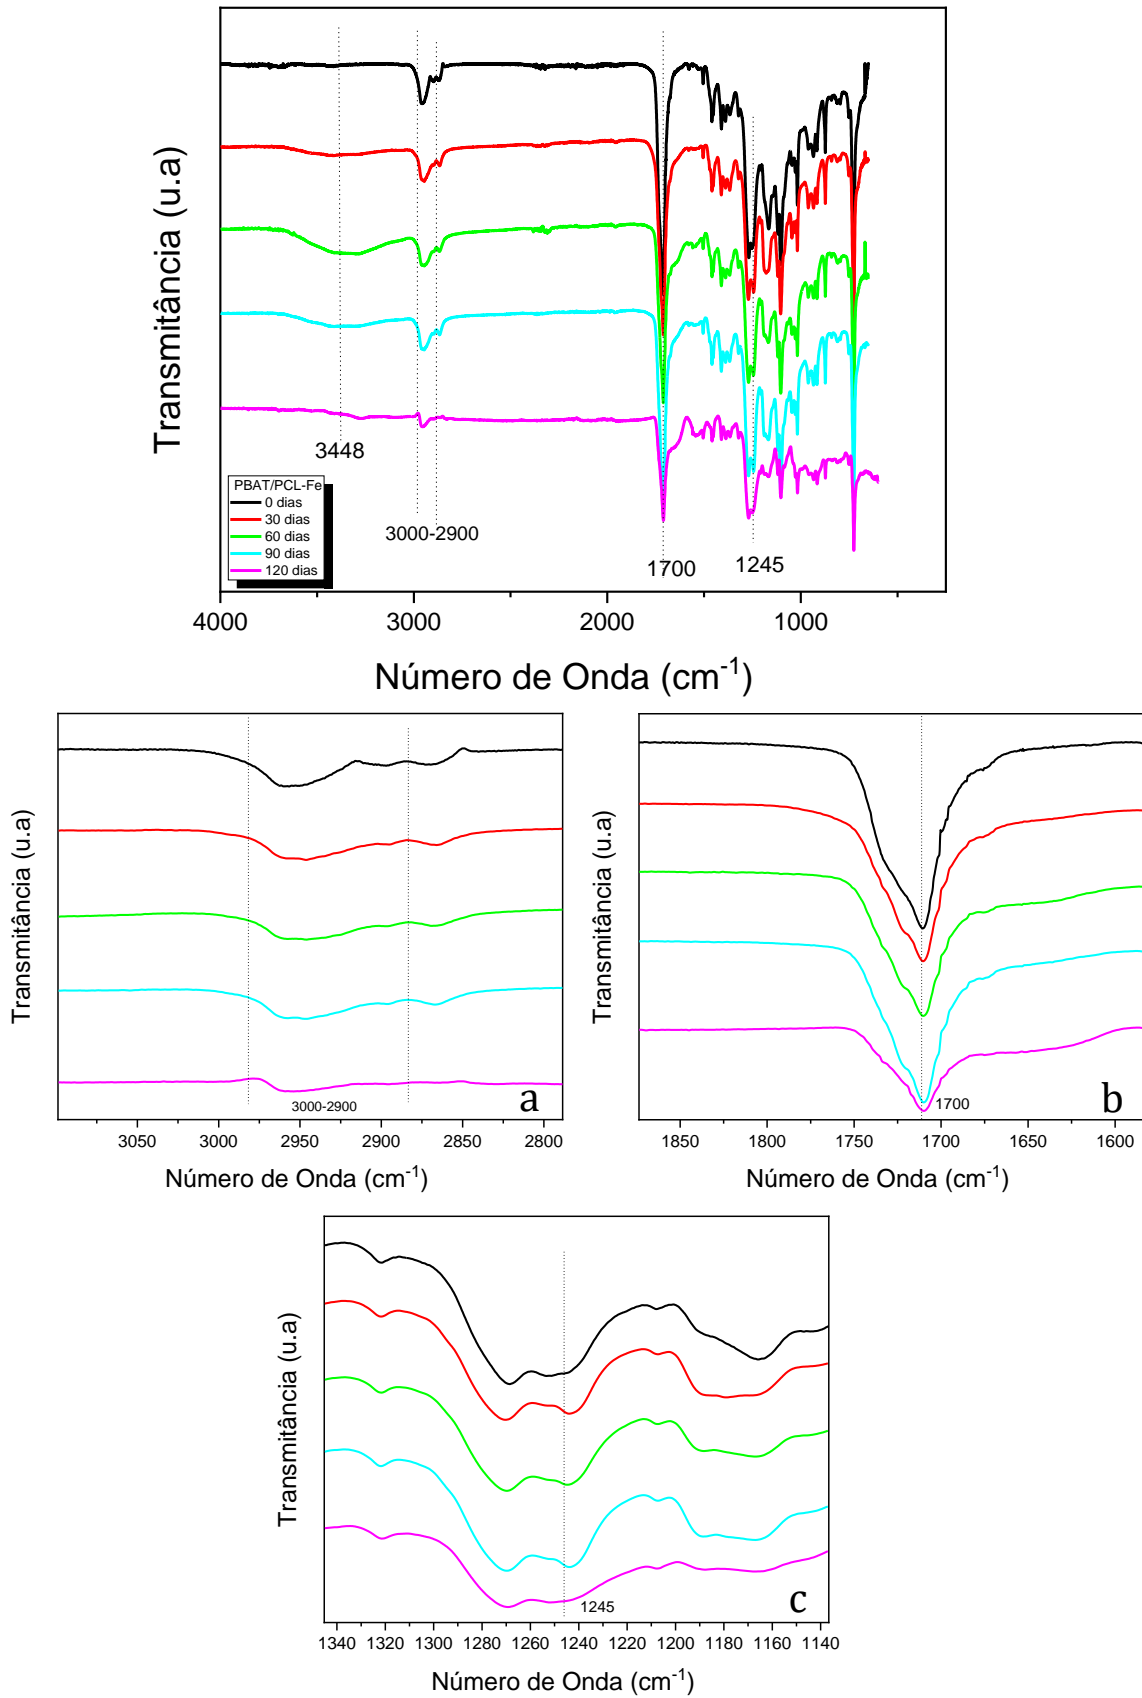 Transmitância (u.a)
3448
3000-2900
1700
1245
PBAT/PCL-Fe
0 dias
30 dias
60 dias
90 dias
120 dias
4000 3000 2000 1000
Número de Onda (cm⁻¹)
Transmitância (u.a)
3000-2900
a
3050 3000 2950 2900 2850 2800
Número de Onda (cm⁻¹)
Transmitância (u.a)
1700
b
1850 1800 1750 1700 1650 1600
Número de Onda (cm⁻¹)
Transmitância (u.a)
1245
c
1340 1320 1300 1280 1260 1240 1220 1200 1180 1160 1140
Número de Onda (cm⁻¹)